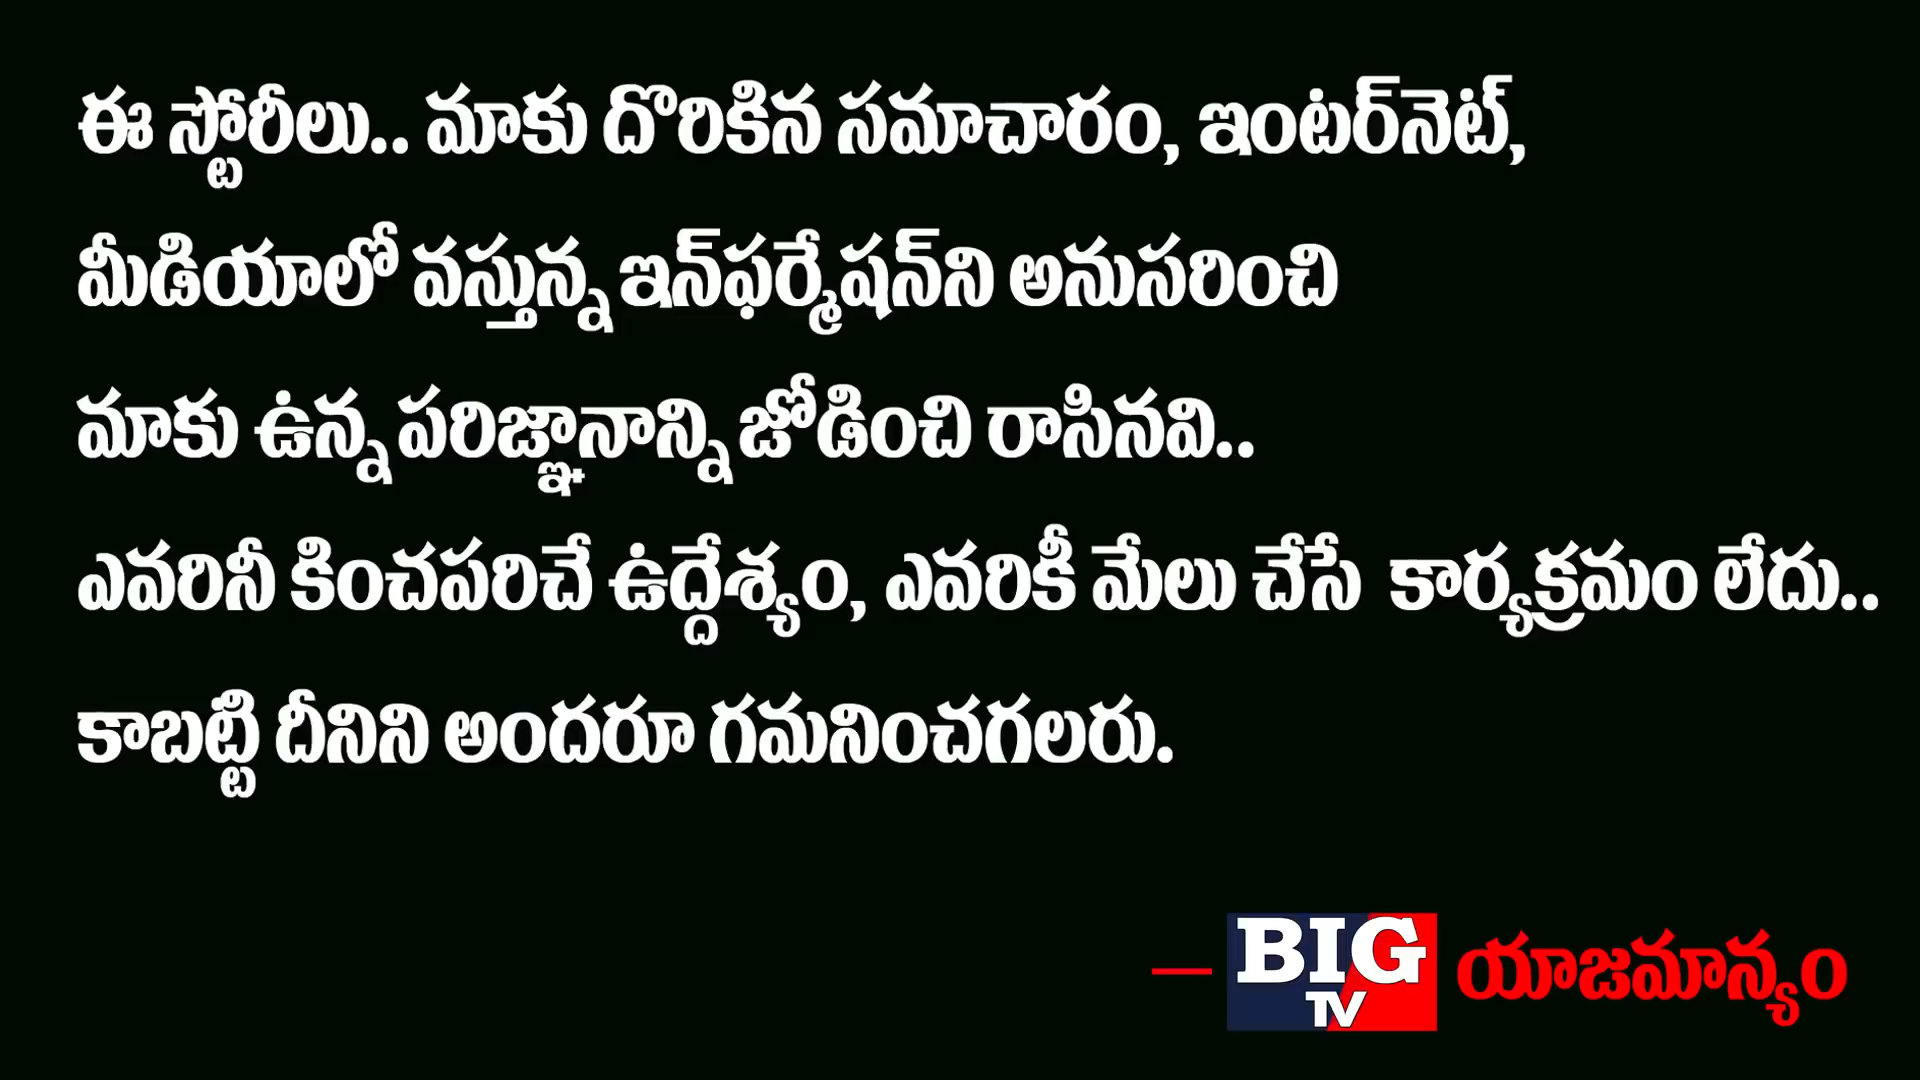 ఈ స్టోరీలు.. మాకు దొరికిన సమాచారం, ఇంటర్‌నెట్,
మీడియాలో వస్తున్న ఇన్‌ఫర్మేషన్‌ని అనుసరించి
మాకు ఉన్న పరిజ్ఞానాన్ని జోడించి రాసినవి..
ఎవరినీ కించపరిచే ఉద్దేశ్యం, ఎవరికీ మేలు చేసే కార్యక్రమం లేదు..
కాబట్టి దీనిని అందరూ గమనించగలరు.
— BIG TV యాజమాన్యం